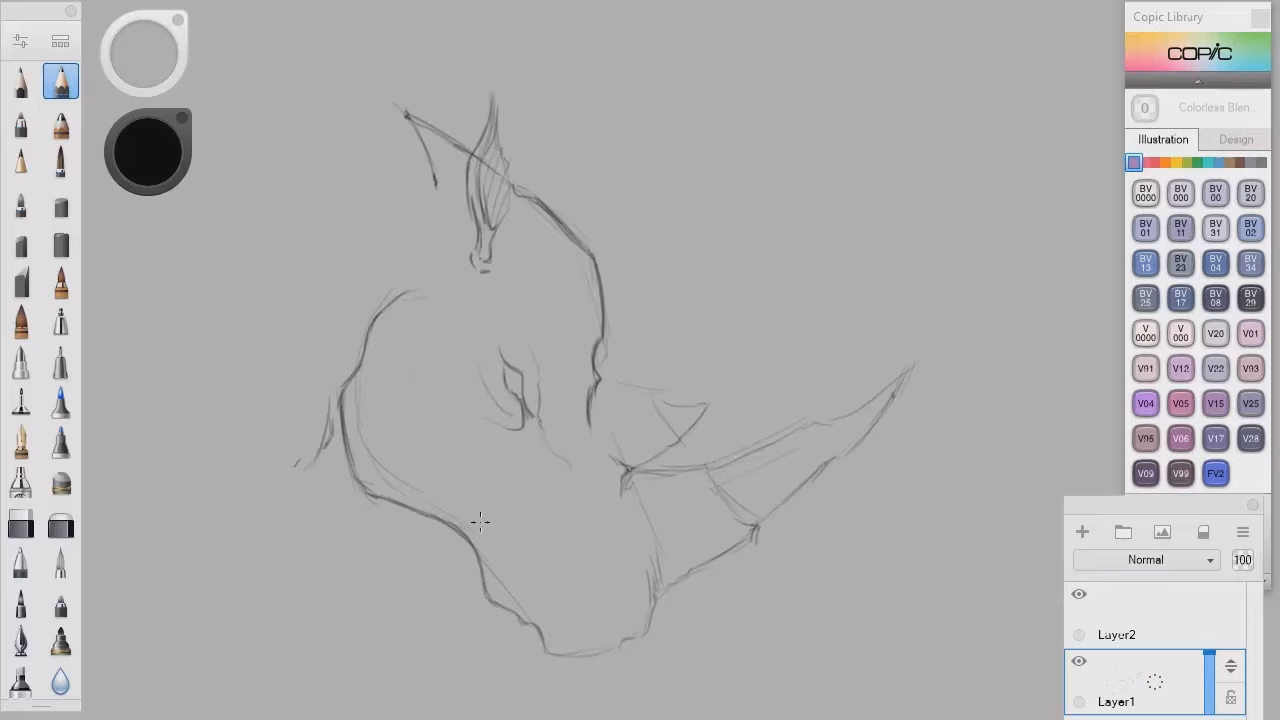 Copic Library
COPIC
0 Colorless Blen...
Illustration Design
BV 0000 BV 000 BV 00 BV 20
BV 01 BV 11 BV 31 BV 02
BV 13 BV 23 BV 04 BV 34
BV 25 BV 17 BV 08 BV 29
V 0000 V 000 V20 V01
V91 V12 V22 V93
V04 V05 V15 V25
V95 V06 V17 V28
V09 V99 FV2
Normal 100
Layer2
Layer1